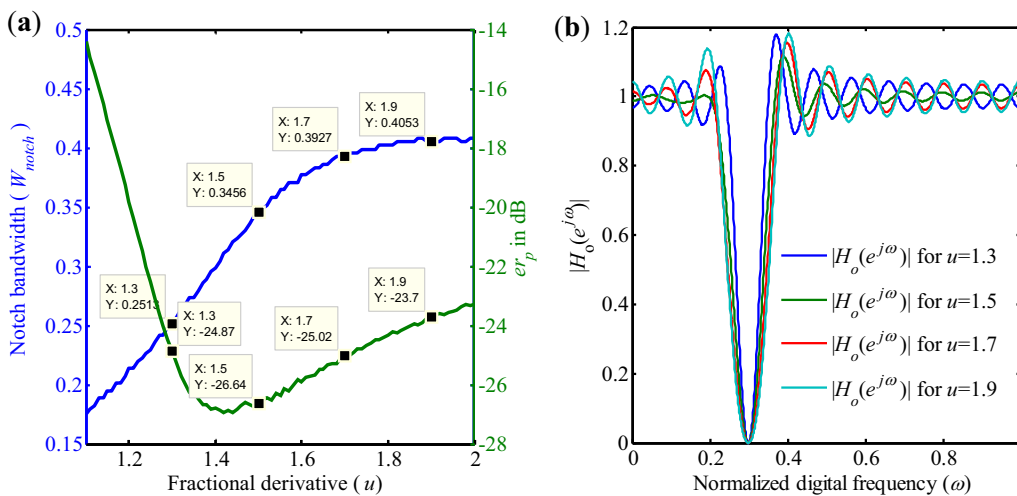 (a)
0.5
0.45
0.4
0.35
0.3
0.25
0.2
0.15
Notch bandwidth ( W_notch )
1.2
1.4
1.6
1.8
2
Fractional derivative ( u )
-14
-16
-18
-20
-22
-24
-26
-28
er_p in dB
X: 1.3
Y: 0.2513
X: 1.5
Y: 0.3456
X: 1.7
Y: 0.3927
X: 1.9
Y: 0.4053
X: 1.3
Y: -24.87
X: 1.5
Y: -26.64
X: 1.7
Y: -25.02
X: 1.9
Y: -23.7
(b)
1.2
1
0.8
0.6
0.4
0.2
0
|H_o(e^{jω})|
0
0.2
0.4
0.6
0.8
Normalized digital frequency (ω)
|H_o(e^{jω})| for u=1.3
|H_o(e^{jω})| for u=1.5
|H_o(e^{jω})| for u=1.7
|H_o(e^{jω})| for u=1.9